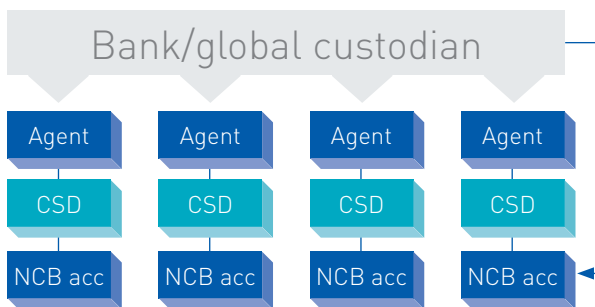 Bank/global custodian
Agent Agent Agent Agent
CSD CSD CSD CSD
NCB acc NCB acc NCB acc NCB acc